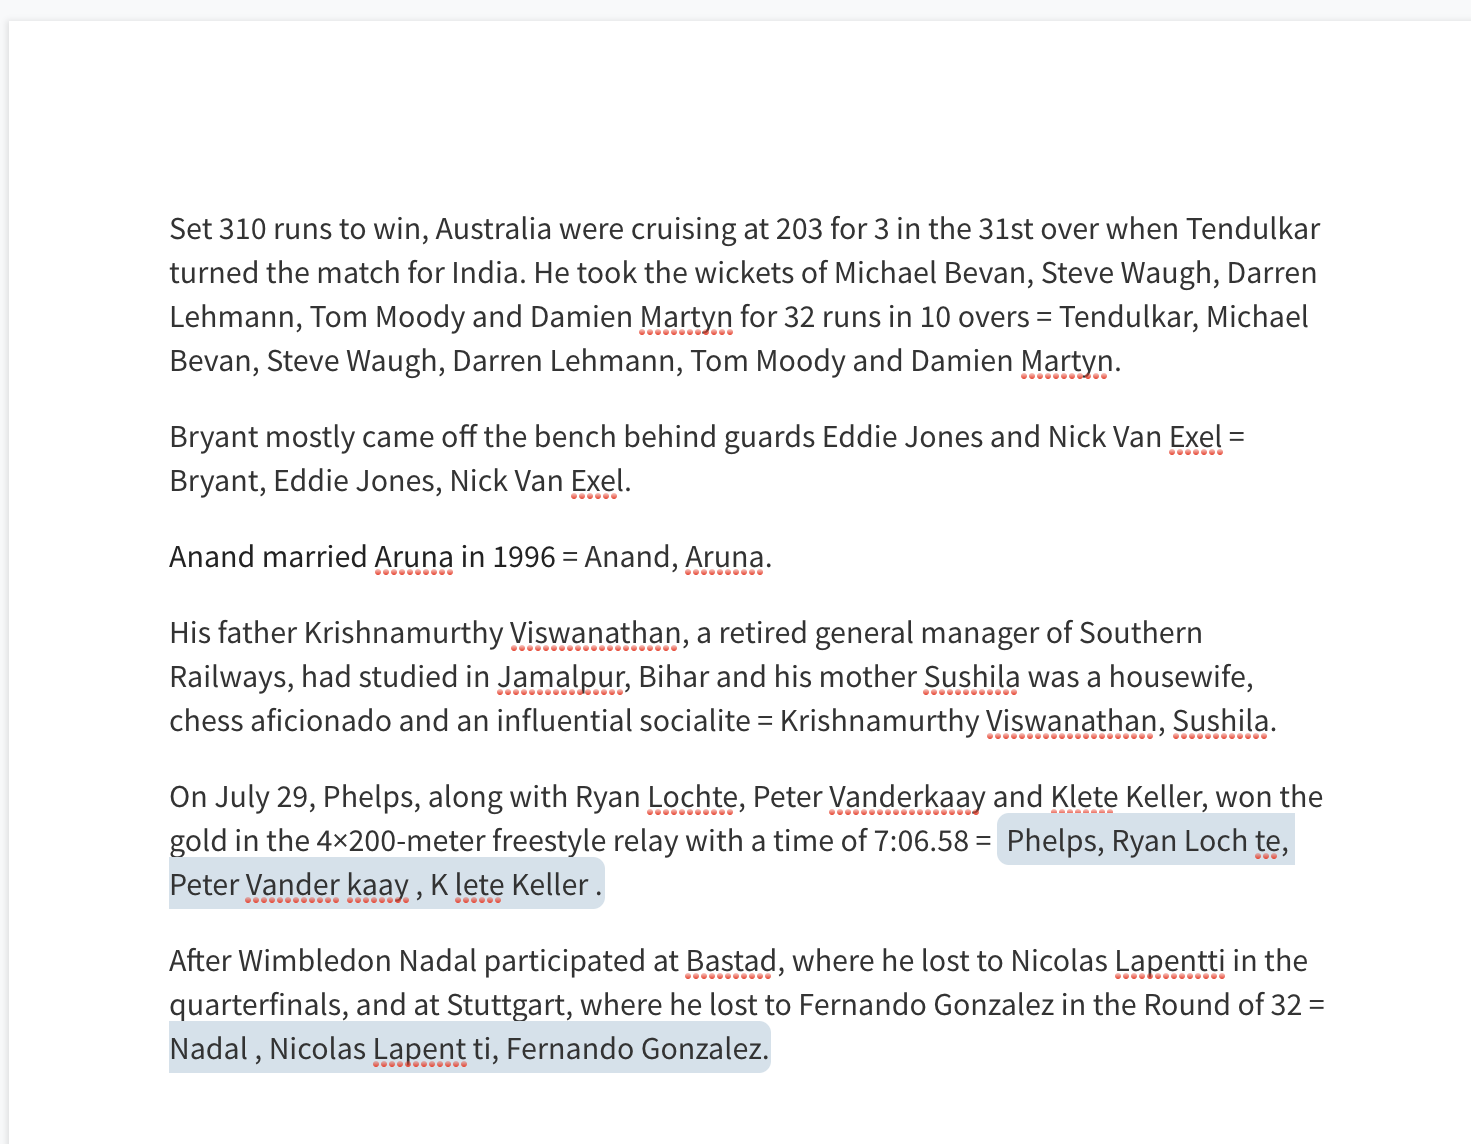 Set 310 runs to win, Australia were cruising at 203 for 3 in the 31st over when Tendulkar
turned the match for India. He took the wickets of Michael Bevan, Steve Waugh, Darren
Lehmann, Tom Moody and Damien Martyn for 32 runs in 10 overs = Tendulkar, Michael
Bevan, Steve Waugh, Darren Lehmann, Tom Moody and Damien Martyn.
Bryant mostly came off the bench behind guards Eddie Jones and Nick Van Exel =
Bryant, Eddie Jones, Nick Van Exel.
Anand married Aruna in 1996 = Anand, Aruna.
His father Krishnamurthy Viswanathan, a retired general manager of Southern
Railways, had studied in Jamalpur, Bihar and his mother Sushila was a housewife,
chess aficionado and an influential socialite = Krishnamurthy Viswanathan, Sushila.
On July 29, Phelps, along with Ryan Lochte, Peter Vanderkaay and Klete Keller, won the
gold in the 4×200-meter freestyle relay with a time of 7:06.58 = Phelps, Ryan Loch te,
Peter Vander kaay , K lete Keller .
After Wimbledon Nadal participated at Bastad, where he lost to Nicolas Lapentti in the
quarterfinals, and at Stuttgart, where he lost to Fernando Gonzalez in the Round of 32 =
Nadal , Nicolas Lapent ti, Fernando Gonzalez.